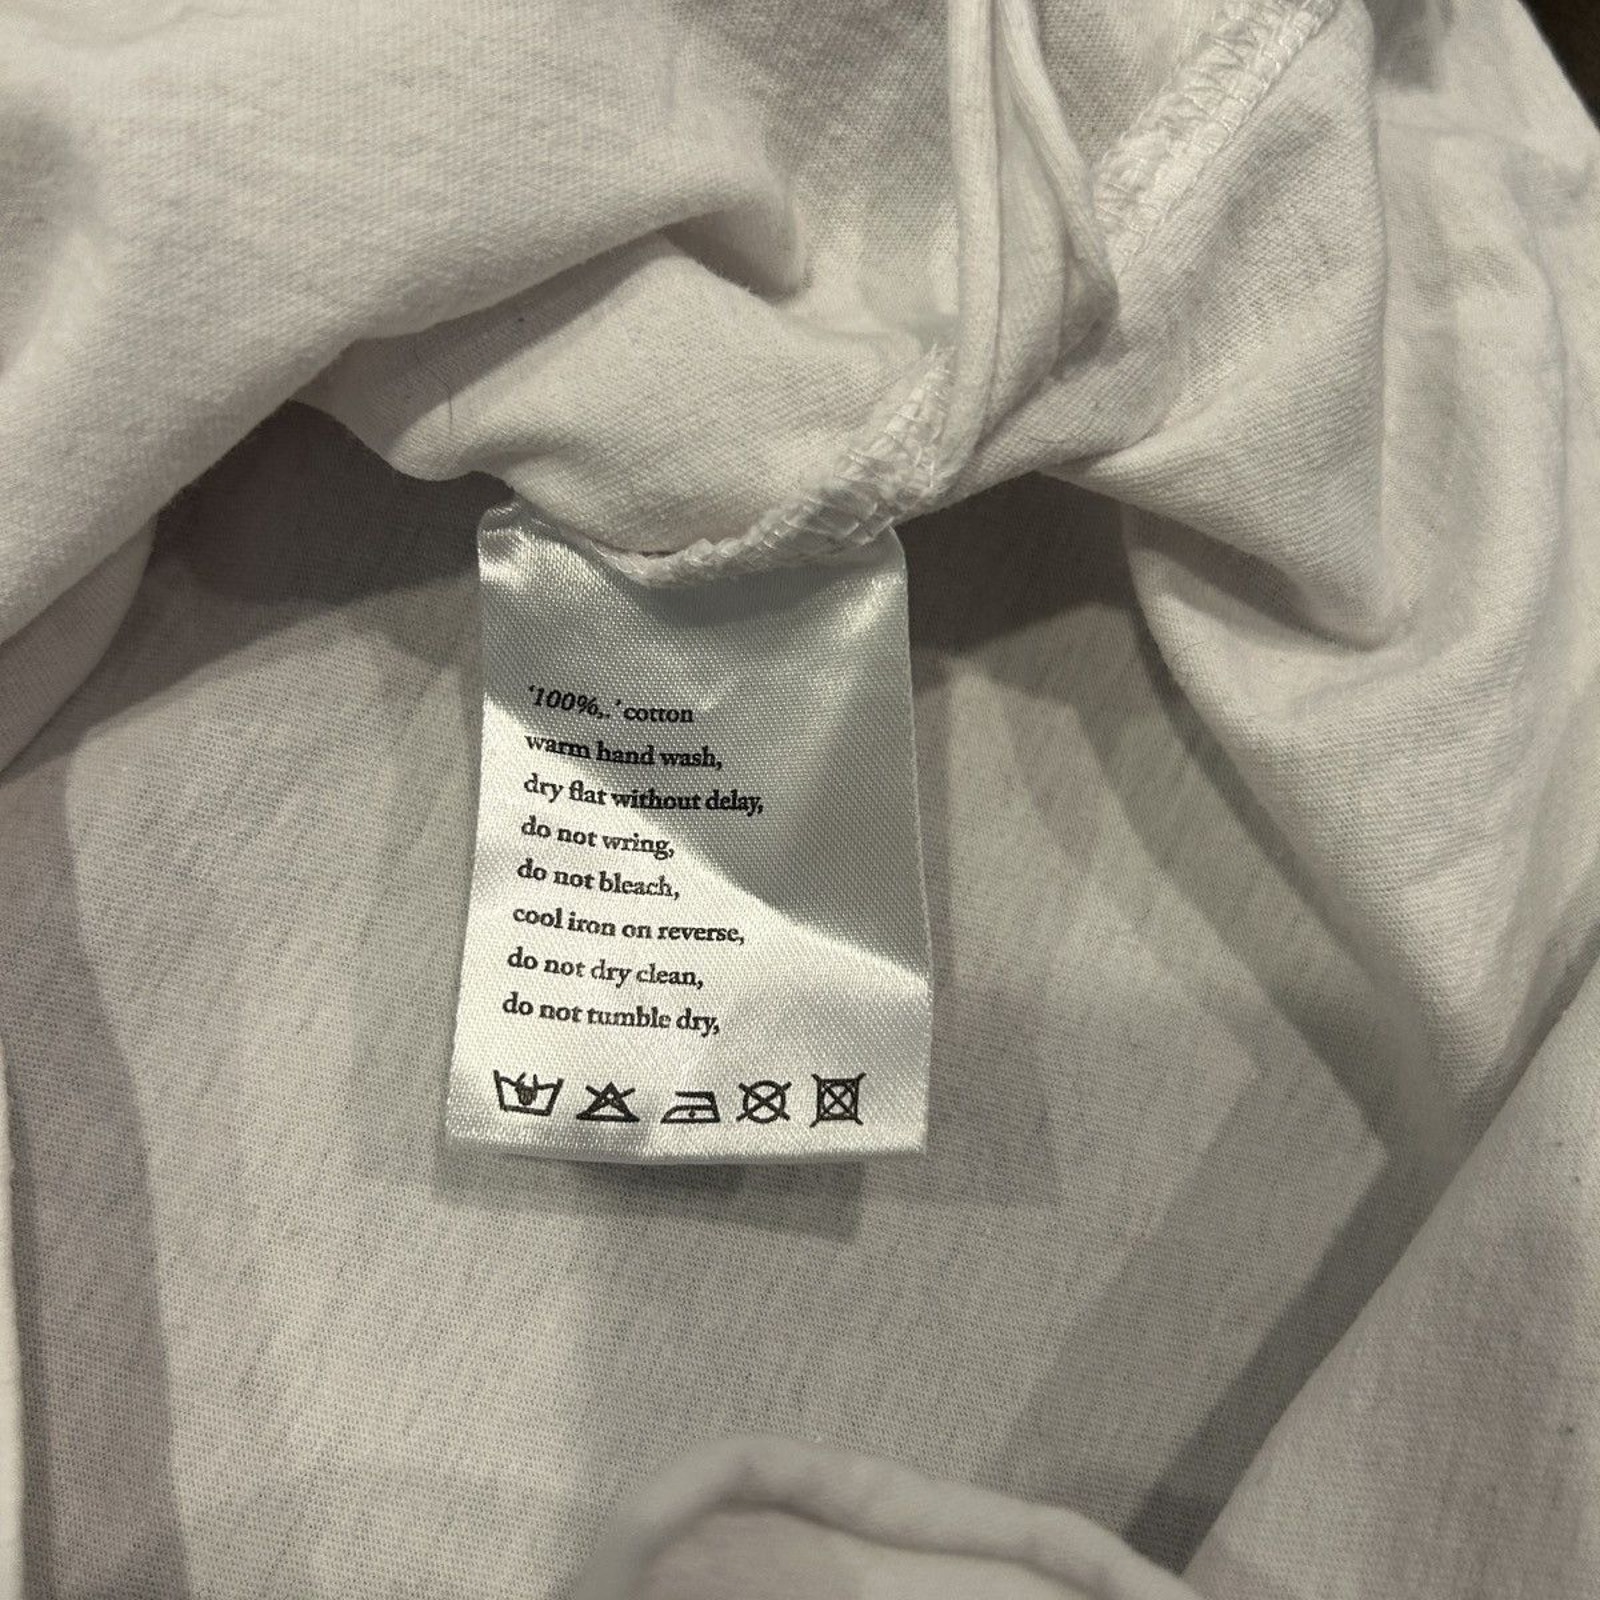 '100%,.' cotton
warm hand wash,
dry flat without delay,
do not wring,
do not bleach,
cool iron on reverse,
do not dry clean,
do not tumble dry,